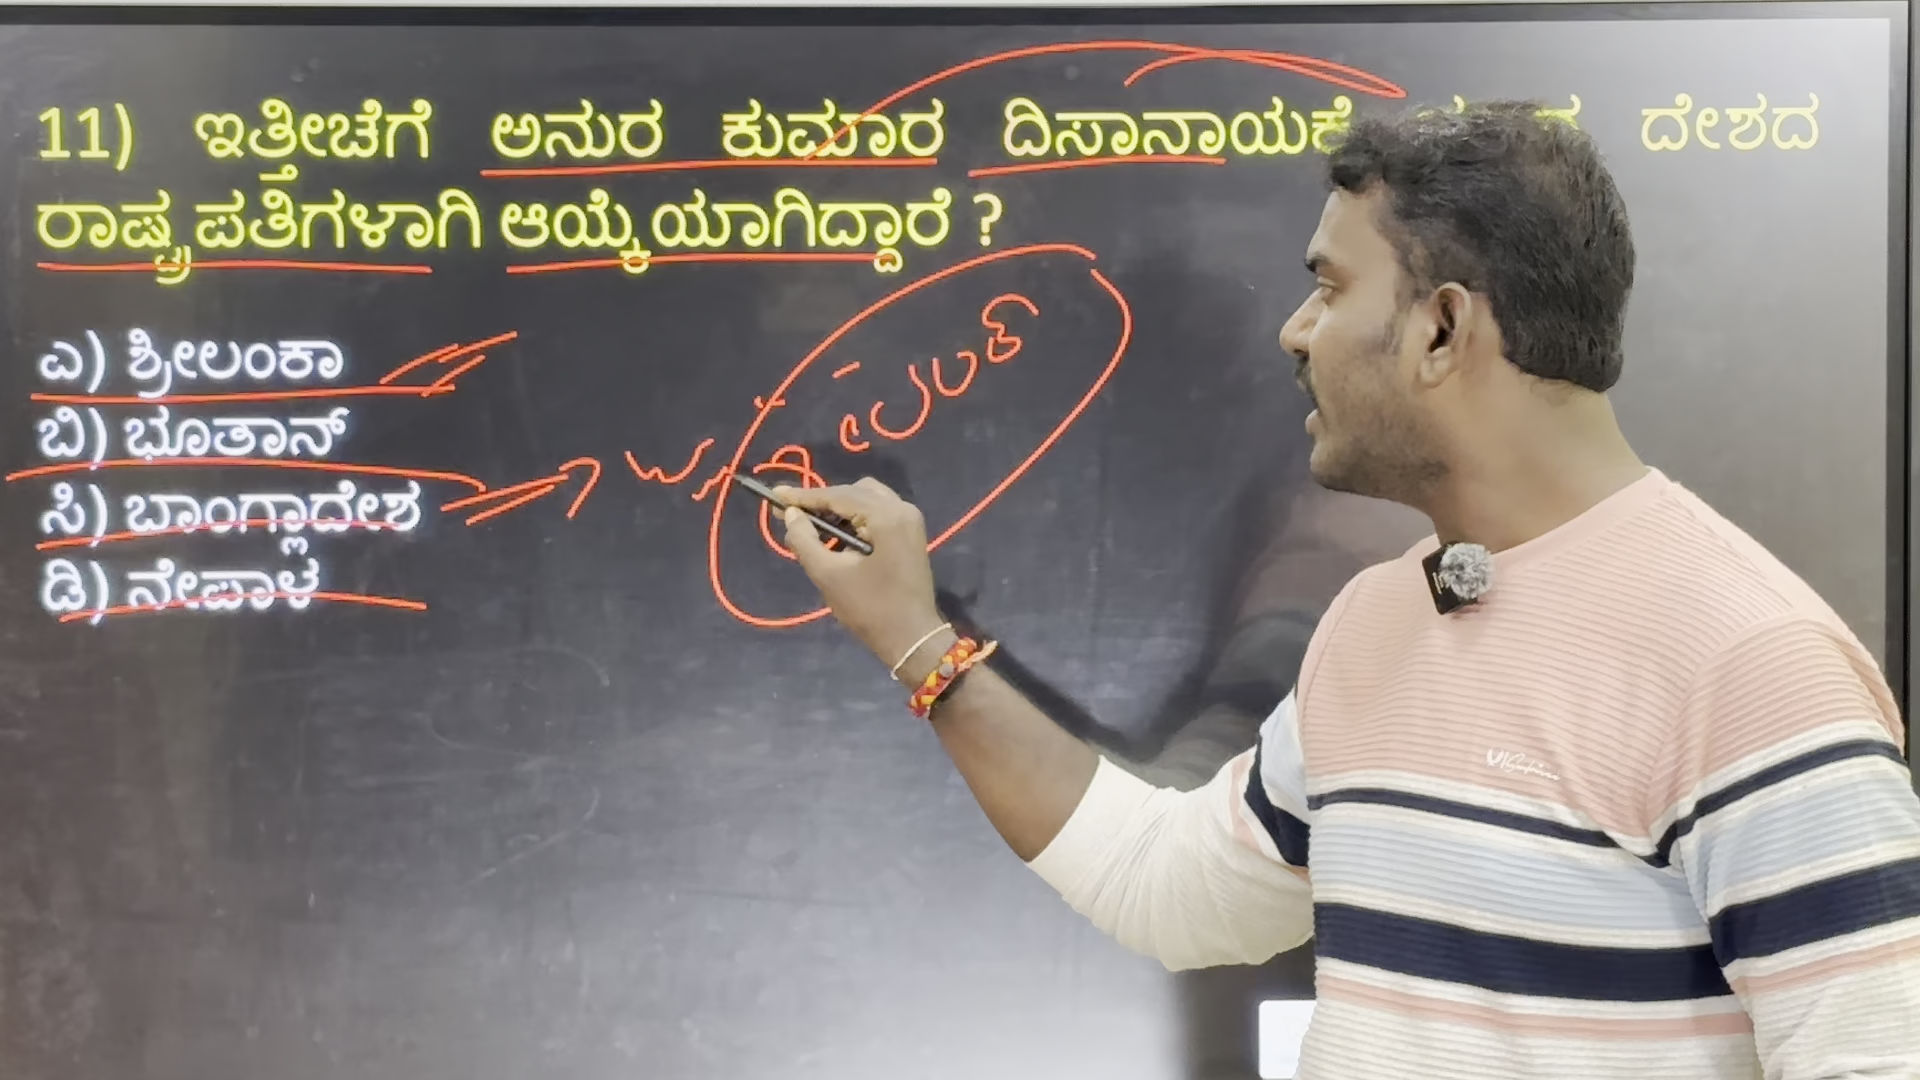 11) ಇತ್ತೀಚೆಗೆ ಅನುರ ಕುಮಾರ ದಿಸಾನಾಯಕೆ ದೇಶದ
ರಾಷ್ಟ್ರಪತಿಗಳಾಗಿ ಆಯ್ಕೆಯಾಗಿದ್ದಾರೆ ?
ಎ) ಶ್ರೀಲಂಕಾ
ಬಿ) ಭೂತಾನ್
ಸಿ) ಬಾಂಗ್ಲಾದೇಶ
ಡಿ) ನೇಪಾಳ